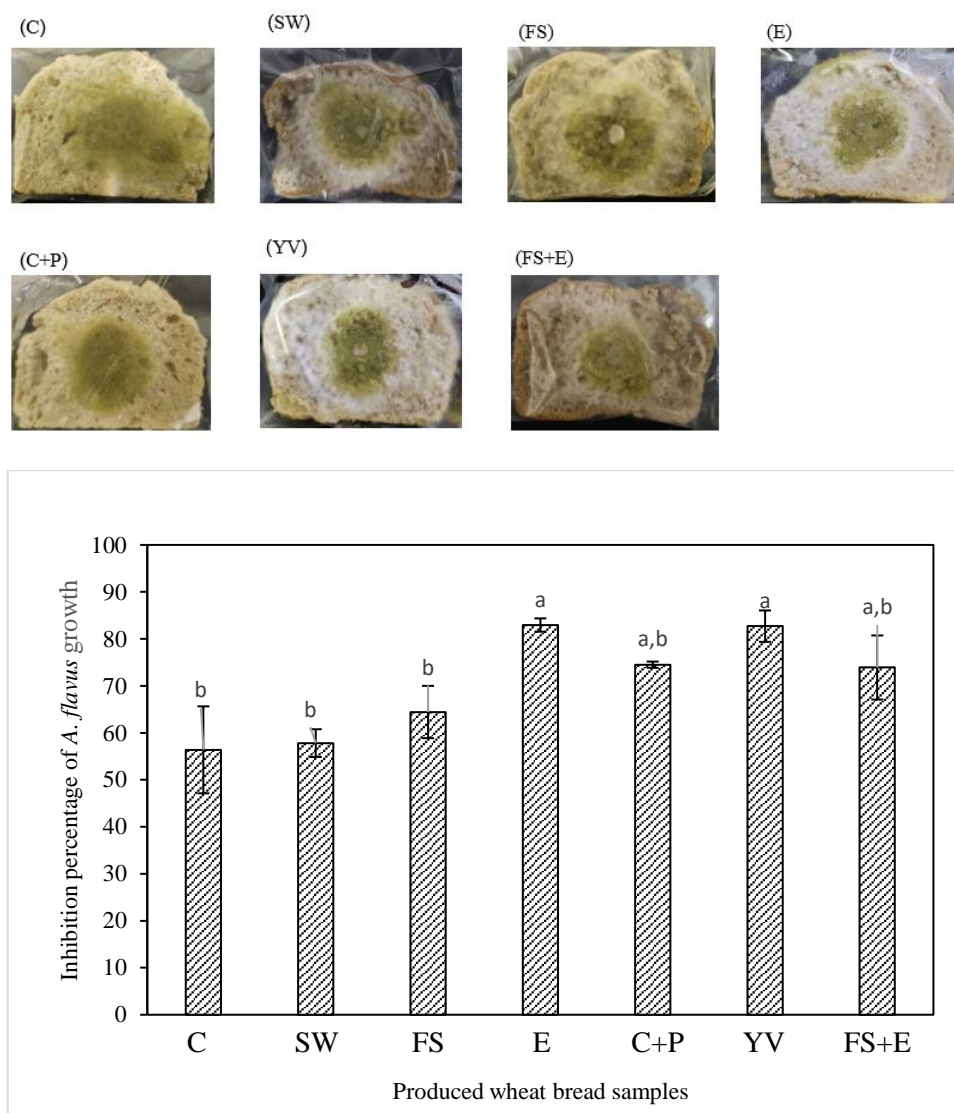 (C)
(SW)
(FS)
(E)
(C+P)
(YV)
(FS+E)
Inhibition percentage of A. flavus growth
100
90
80
70
60
50
40
30
20
10
0
b
b
b
a
a,b
a
a,b
C SW FS E C+P YV FS+E
Produced wheat bread samples